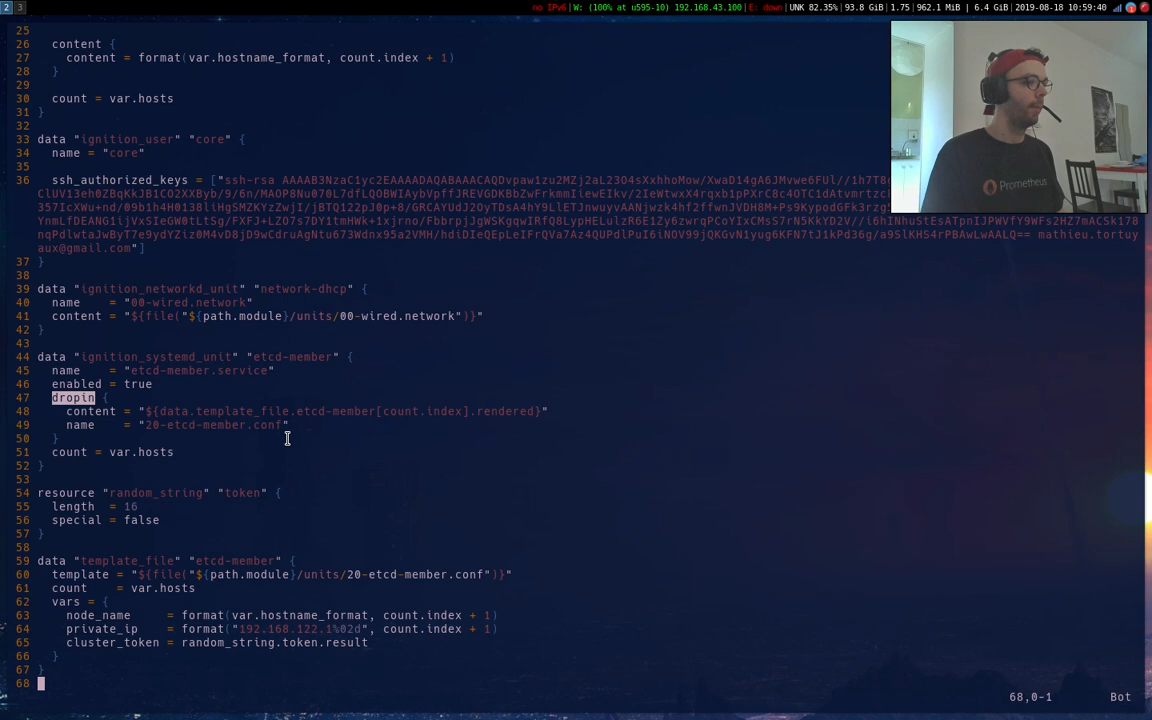 2 3 no IPv6|W: (100% at u595-10) 192.168.43.100|E: down|UNK 82.35%|93.8 GiB|1.75|962.1 MiB | 6.4 GiB|2019-08-18 10:59:40
25
26 content {
27 content = format(var.hostname_format, count.index + 1)
28 }
29
30 count = var.hosts
31 }
32
33 data "ignition_user" "core" {
34 name = "core"
35
36 ssh_authorized_keys = ["ssh-rsa
mathieu.tortuy
aux@gmail.com"]
37 }
38
39 data "ignition_networkd_unit" "network-dhcp" {
40 name = "00-wired.network"
41 content = "${file("${path.module}/units/00-wired.network")}"
42 }
43
44 data "ignition_systemd_unit" "etcd-member" {
45 name = "etcd-member.service"
46 enabled = true
47 dropin {
48 content = "${data.template_file.etcd-member[count.index].rendered}"
49 name = "20-etcd-member.conf"
50 }
51 count = var.hosts
52 }
53
54 resource "random_string" "token" {
55 length = 16
56 special = false
57 }
58
59 data "template_file" "etcd-member" {
60 template = "${file("${path.module}/units/20-etcd-member.conf")}"
61 count = var.hosts
62 vars = {
63 node_name = format(var.hostname_format, count.index + 1)
64 private_ip = format("192.168.122.1%02d", count.index + 1)
65 cluster_token = random_string.token.result
66 }
67 }
68
68,0-1 Bot
Prometheus